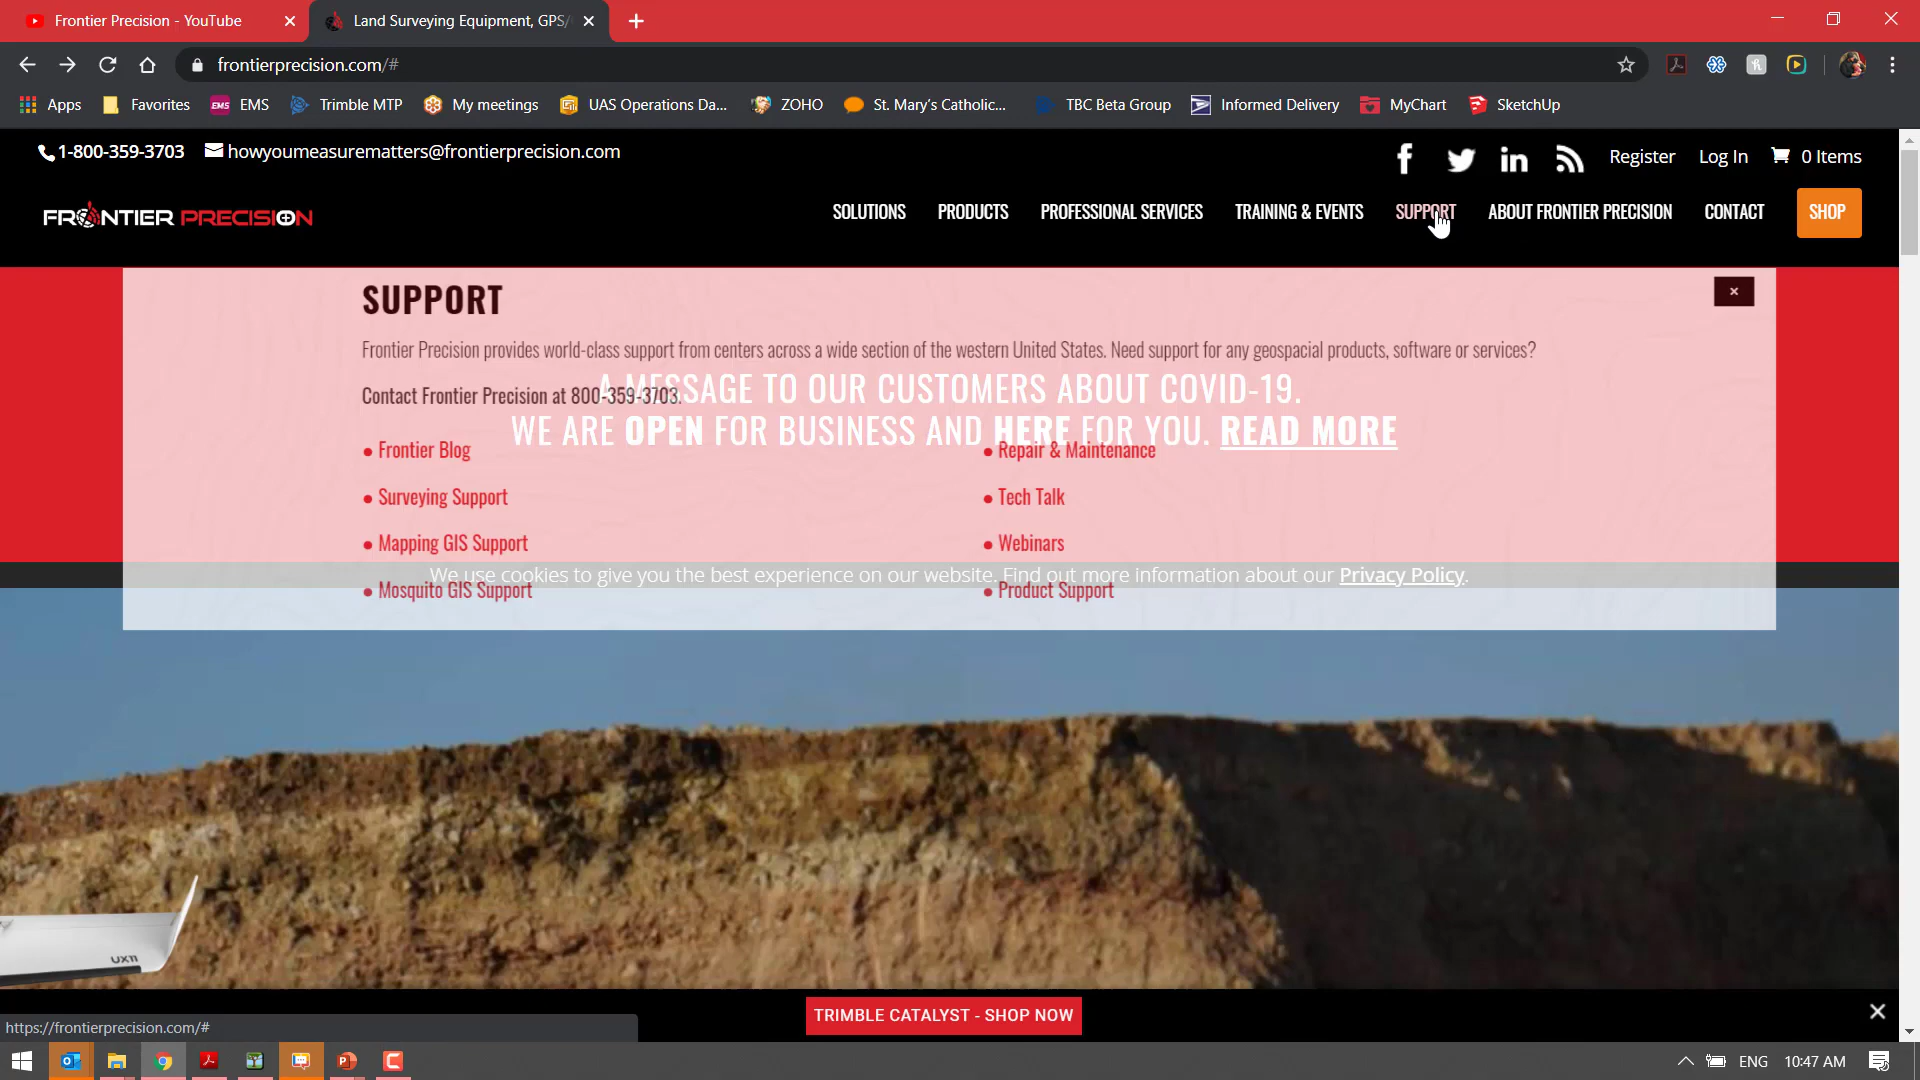 Frontier Precision - YouTube
Land Surveying Equipment, GPS/
frontierprecision.com/#
Apps Favorites EMS EMS Trimble MTP My meetings UAS Operations Da... ZOHO St. Mary's Catholic... TBC Beta Group Informed Delivery MyChart SketchUp
1-800-359-3703 howyoumeasurematters@frontierprecision.com Register Log In 0 Items
FRONTIER PRECISION
SOLUTIONS PRODUCTS PROFESSIONAL SERVICES TRAINING & EVENTS SUPPORT ABOUT FRONTIER PRECISION CONTACT SHOP
SUPPORT
Frontier Precision provides world-class support from centers across a wide section of the western United States. Need support for any geospacial products, software or services?
Contact Frontier Precision at 800-359-3703.
A MESSAGE TO OUR CUSTOMERS ABOUT COVID-19.
WE ARE OPEN FOR BUSINESS AND HERE FOR YOU. READ MORE
• Frontier Blog
• Surveying Support
• Mapping GIS Support
• Mosquito GIS Support
• Repair & Maintenance
• Tech Talk
• Webinars
• Product Support
We use cookies to give you the best experience on our website. Find out more information about our Privacy Policy.
UX11
TRIMBLE CATALYST - SHOP NOW
https://frontierprecision.com/#
ENG 10:47 AM